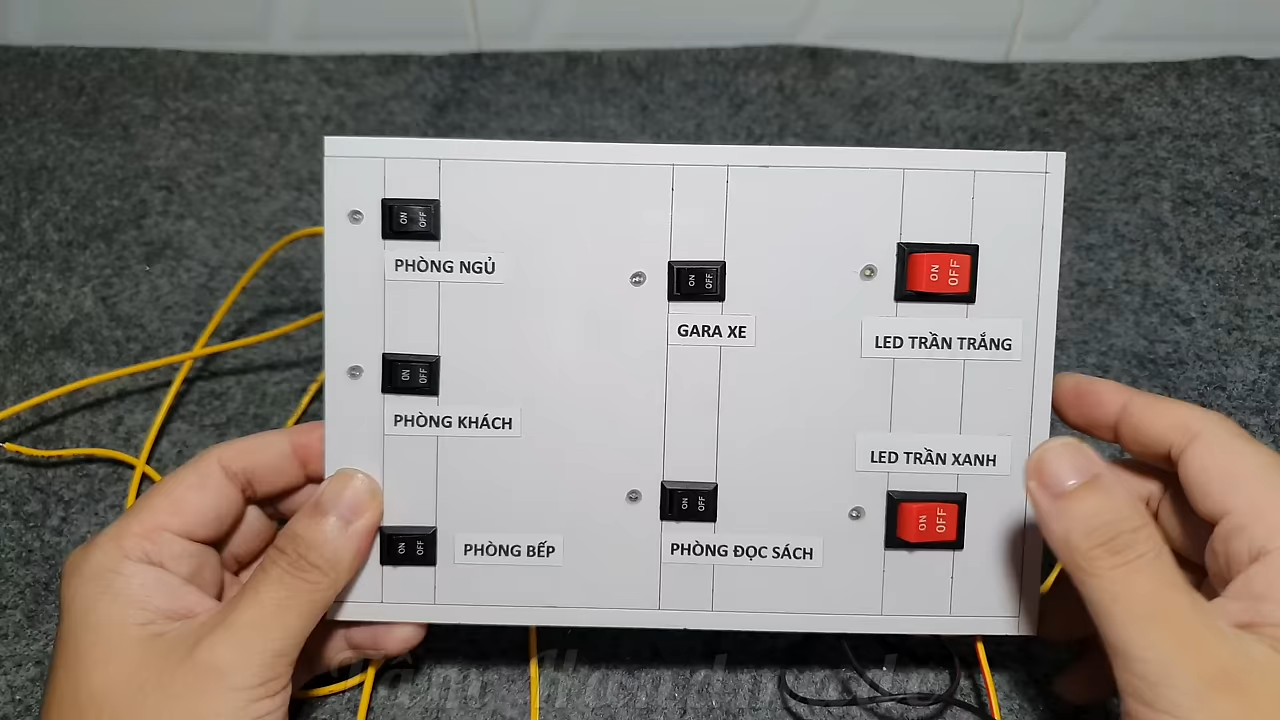 ON OFF
PHÒNG NGỦ
ON OFF
PHÒNG KHÁCH
ON OFF
PHÒNG BẾP
ON OFF
GARA XE
ON OFF
PHÒNG ĐỌC SÁCH
ON OFF
LED TRẦN TRẮNG
LED TRẦN XANH
ON OFF